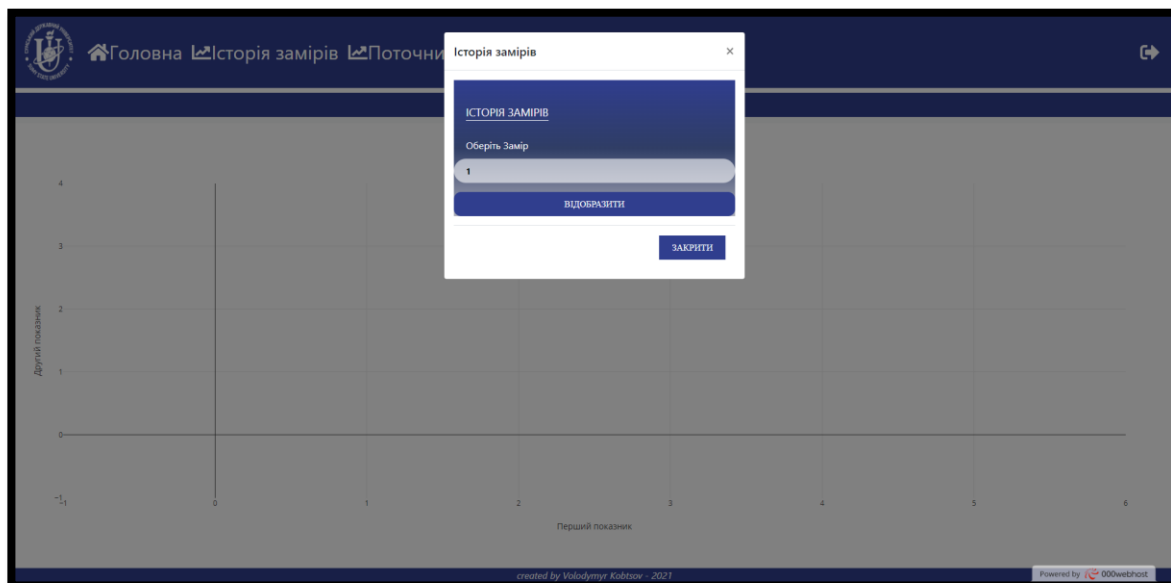 Головна Історія замірів Поточни
Історія замірів ×
ІСТОРІЯ ЗАМІРІВ
Оберіть Замір
1
ВІДОБРАЗИТИ
ЗАКРИТИ
4
3
2
1
0
−1
Другий показник
−1 0 1 2 3 4 5 6
Перший показник
created by Volodymyr Kobtsov - 2021
Powered by 000webhost